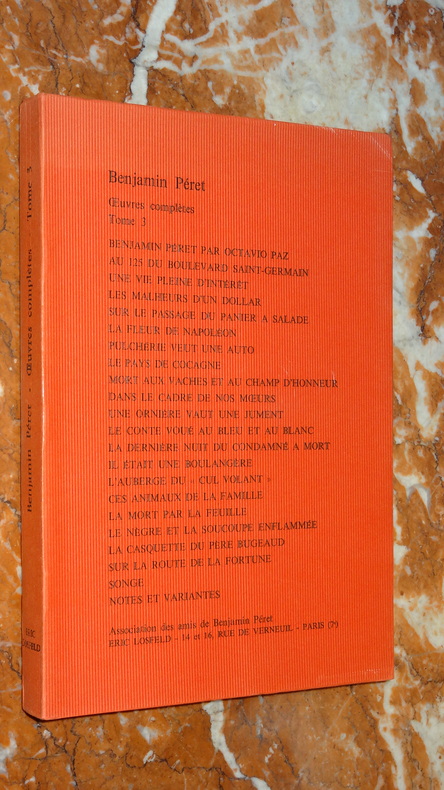 Benjamin Péret
Œuvres complètes
Tome 3
BENJAMIN PÉRET PAR OCTAVIO PAZ
AU 125 DU BOULEVARD SAINT-GERMAIN
UNE VIE PLEINE D'INTÉRÊT
LES MALHEURS D'UN DOLLAR
SUR LE PASSAGE DU PANIER A SALADE
LA FLEUR DE NAPOLÉON
PULCHÉRIE VEUT UNE AUTO
LE PAYS DE COCAGNE
MORT AUX VACHES ET AU CHAMP D'HONNEUR
DANS LE CADRE DE NOS MŒURS
UNE ORNIÈRE VAUT UNE JUMENT
LE CONTE VOUÉ AU BLEU ET AU BLANC
LA DERNIÈRE NUIT DU CONDAMNÉ A MORT
IL ÉTAIT UNE BOULANGÈRE
L'AUBERGE DU « CUL VOLANT »
CES ANIMAUX DE LA FAMILLE
LA MORT PAR LA FEUILLE
LE NÈGRE ET LA SOUCOUPE ENFLAMMÉE
LA CASQUETTE DU PÈRE BUGEAUD
SUR LA ROUTE DE LA FORTUNE
SONGE
NOTES ET VARIANTES
Association des amis de Benjamin Péret
ERIC LOSFELD - 14 et 16, RUE DE VERNEUIL - PARIS (7e)
Benjamin Péret - Œuvres complètes - Tome 3
ERIC
LOSFELD